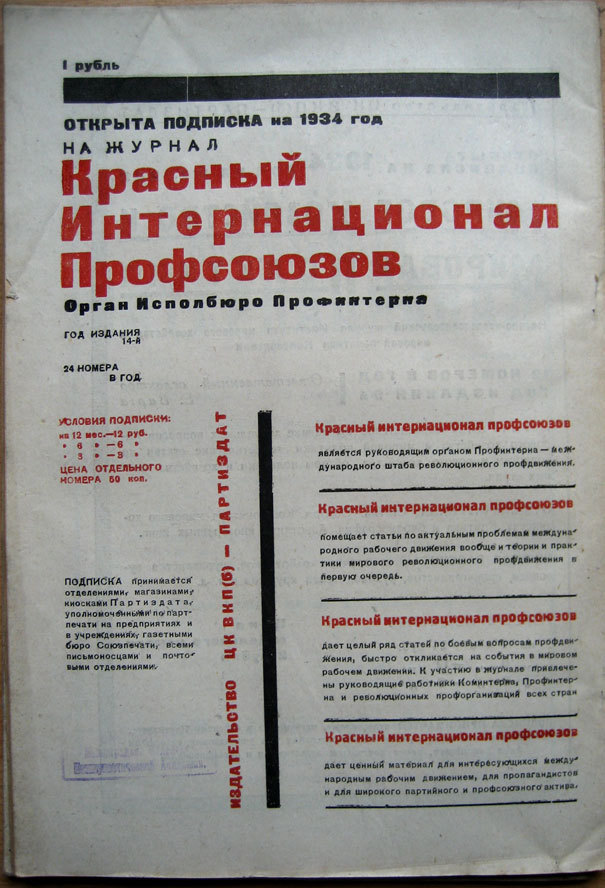 1 рубль
ОТКРЫТА ПОДПИСКА на 1934 год
НА ЖУРНАЛ
Красный
Интернационал
Профсоюзов
Орган Исполбюро Профинтерна
ГОД ИЗДАНИЯ
14-й
24 НОМЕРА
В ГОД
УСЛОВИЯ ПОДПИСКИ:
на 12 мес.—12 руб.
" 6 " —6 "
" 3 " —3 "
ЦЕНА ОТДЕЛЬНОГО
НОМЕРА 50 коп.
ПОДПИСКА принимается
отделениями, магазинами,
киосками Партиздата,
уполномоченными по парт-
печати на предприятиях и
в учреждениях, газетными
бюро Союзпечати, всеми
письмоносцами и почто-
выми отделениями.
ИЗДАТЕЛЬСТВО ЦКВКП(б) — ПАРТИЗДАТ
Красный интернационал профсоюзов
является руководящим органом Профинтерна — меж-
дународного штаба революционного профдвижения.
Красный интернационал профсоюзов
помещает статьи по актуальным проблемам междуна-
родного рабочего движения вообще и теории и прак-
тики мирового революционного профдвижения в
первую очередь.
Красный интернационал профсоюзов
дает целый ряд статей по боевым вопросам профдви-
жения, быстро откликается на события в мировом
рабочем движении. К участию в журнале привлече-
ны руководящие работники Коминтерна, Профинтер-
на и революционных профорганизаций всех стран
Красный интернационал профсоюзов
дает ценный материал для интересующихся между-
народным рабочим движением, для пропагандистов
и для широкого партийного и профсоюзного актива.